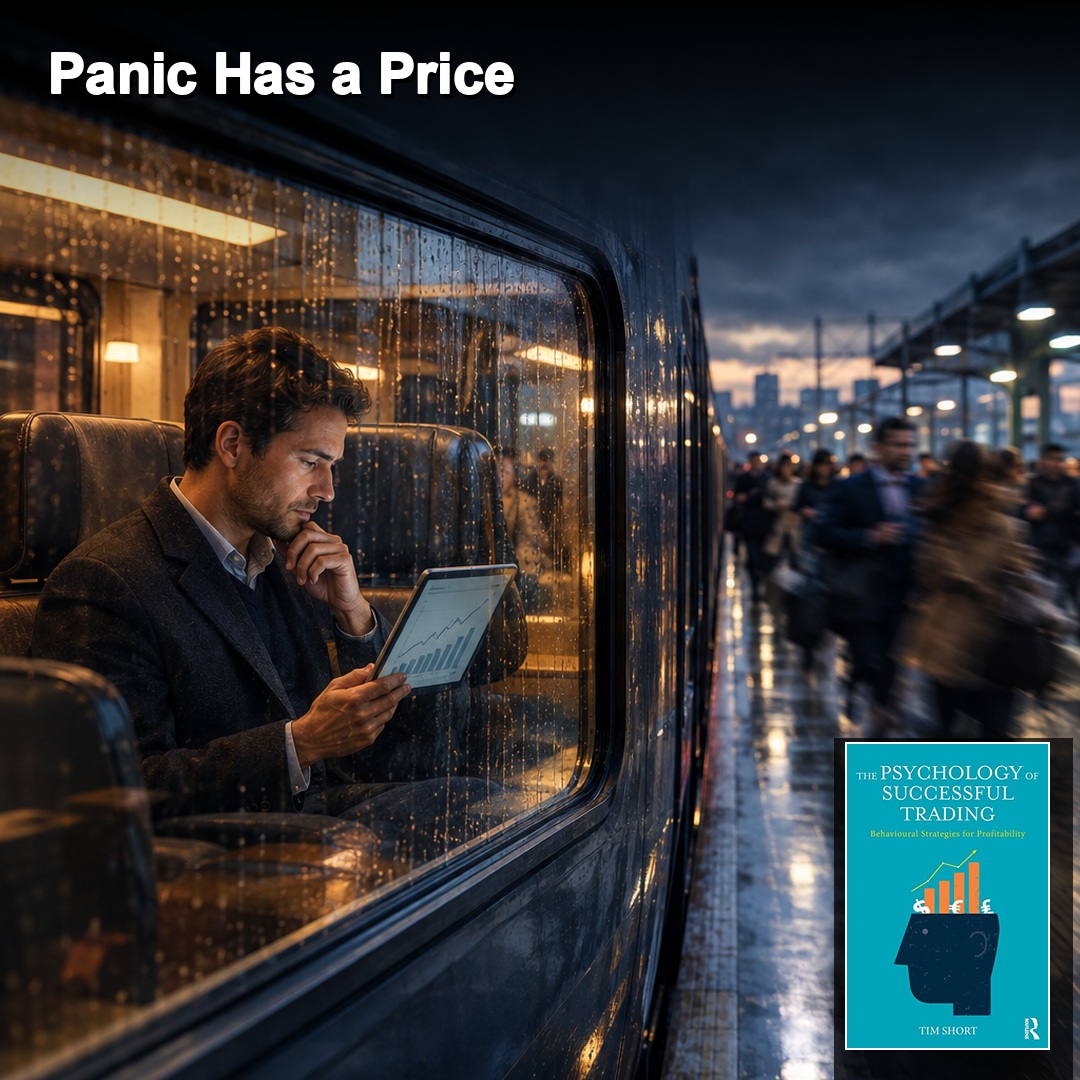 Panic Has a Price
THE PSYCHOLOGY OF
SUCCESSFUL
TRADING
Behavioural Strategies for Profitability
$ € £
TIM SHORT
R